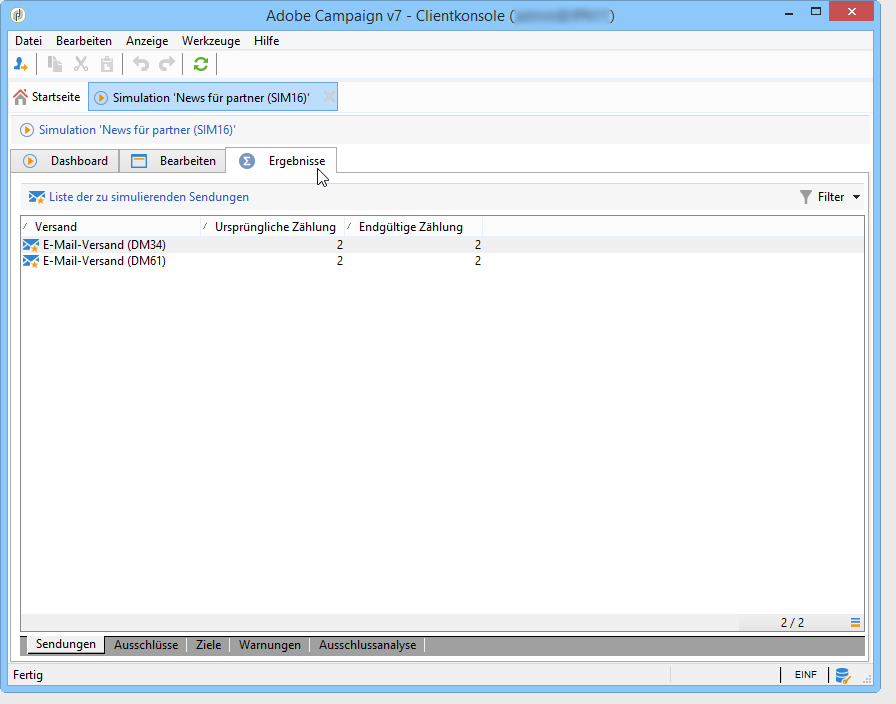 Adobe Campaign v7 - Clientkonsole ( )
Datei Bearbeiten Anzeige Werkzeuge Hilfe
Startseite Simulation 'News für partner (SIM16)'
Simulation 'News für partner (SIM16)'
Dashboard Bearbeiten Σ Ergebnisse
Liste der zu simulierenden Sendungen Filter
Versand Ursprüngliche Zählung Endgültige Zählung
E-Mail-Versand (DM34) 2 2
E-Mail-Versand (DM61) 2 2
2 / 2
Sendungen Ausschlüsse Ziele Warnungen Ausschlussanalyse
Fertig EINF